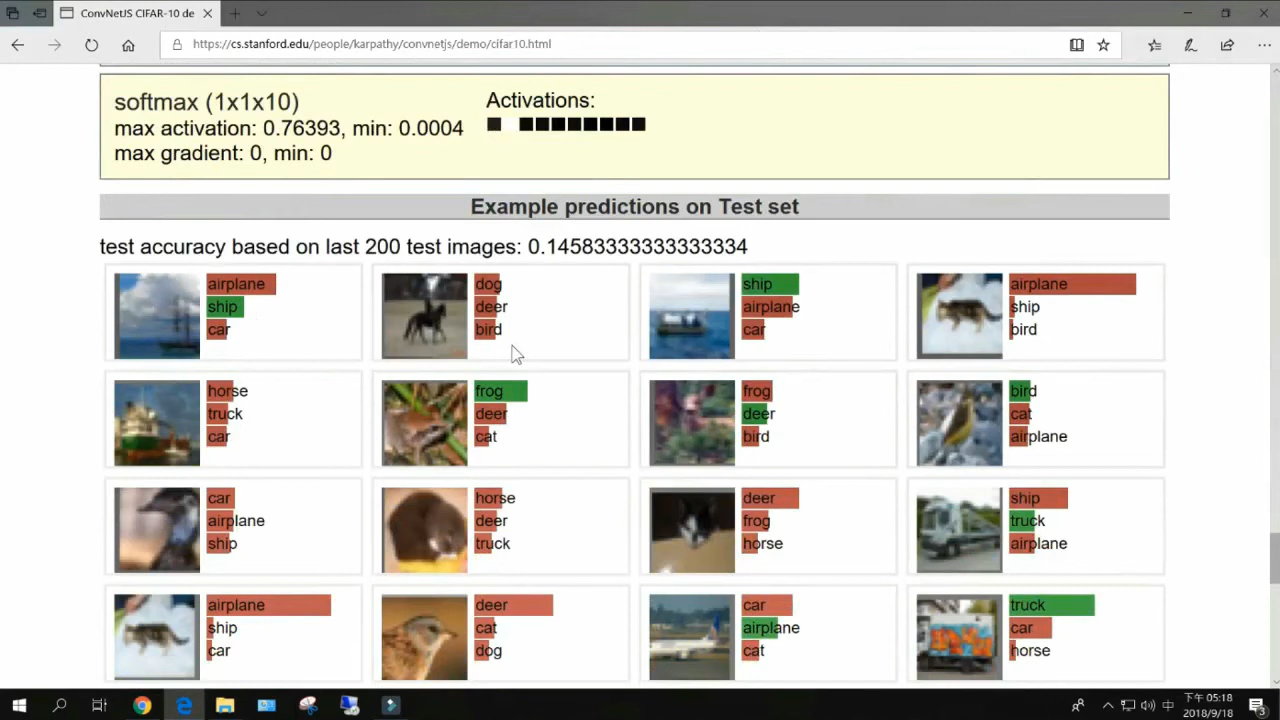 ConvNetJS CIFAR-10 de
https://cs.stanford.edu/people/karpathy/convnetjs/demo/cifar10.html
softmax (1x1x10)
max activation: 0.76393, min: 0.0004
max gradient: 0, min: 0
Activations:
Example predictions on Test set
test accuracy based on last 200 test images: 0.14583333333333334
airplane
ship
car
dog
deer
bird
ship
airplane
car
airplane
ship
bird
horse
truck
car
frog
deer
cat
frog
deer
bird
bird
cat
airplane
car
airplane
ship
horse
deer
truck
deer
frog
horse
ship
truck
airplane
airplane
ship
car
deer
cat
dog
car
airplane
cat
truck
car
horse
中
下午 05:18
2018/9/18
3